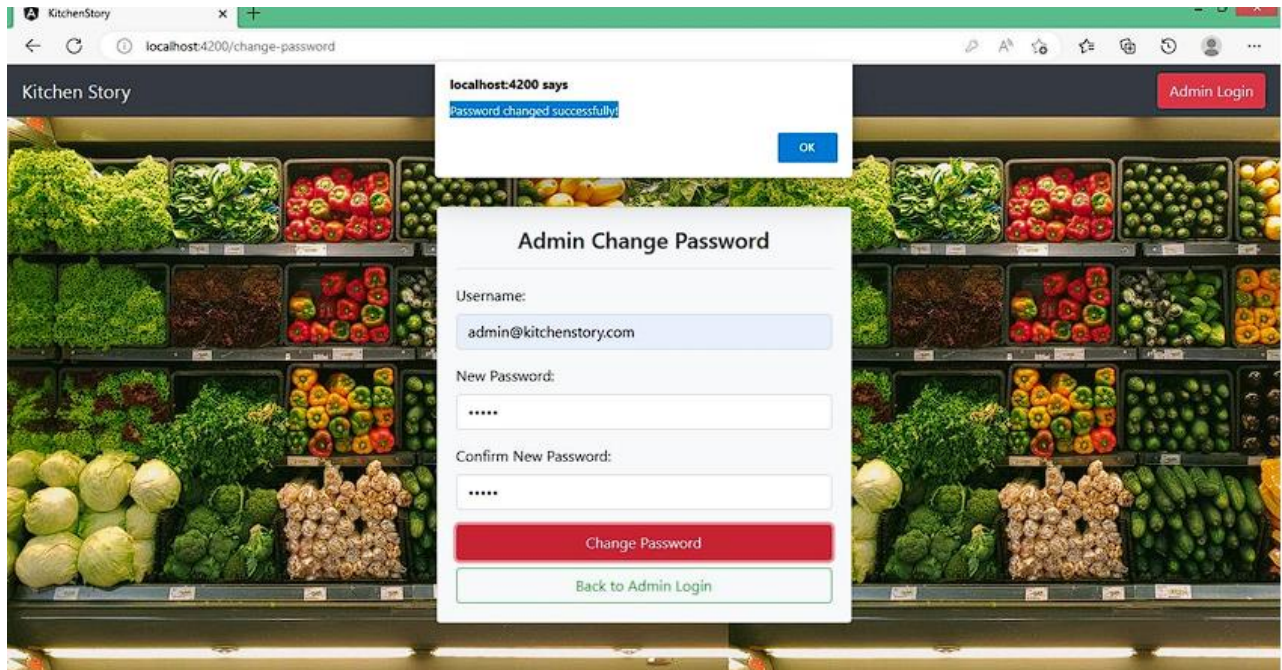 KitchenStory
localhost:4200/change-password
Kitchen Story
Admin Login
localhost:4200 says
Password changed successfully!
OK
Admin Change Password
Username:
admin@kitchenstory.com
New Password:
•••••
Confirm New Password:
•••••
Change Password
Back to Admin Login